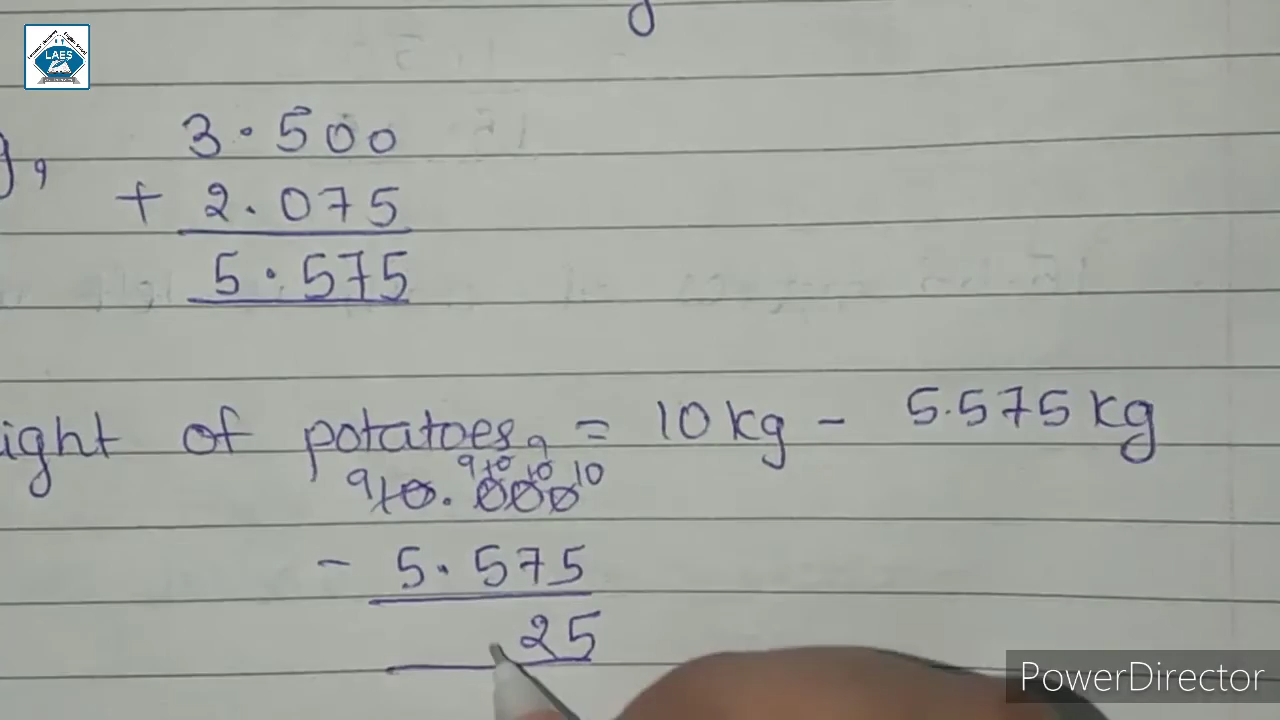 LAES
3.500
+ 2.075
5.575
ight of potatoes = 10 kg - 5.575 kg
9 9 10 9 10 10
10.000
- 5.575
25
PowerDirector